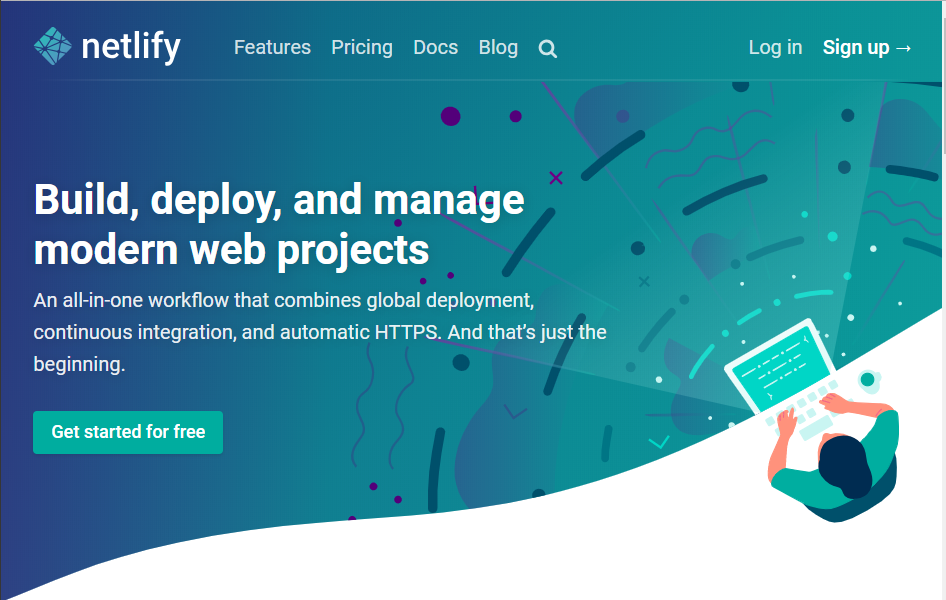 netlify
Features Pricing Docs Blog
Log in Sign up →
Build, deploy, and manage
modern web projects
An all-in-one workflow that combines global deployment,
continuous integration, and automatic HTTPS. And that’s just the
beginning.
Get started for free